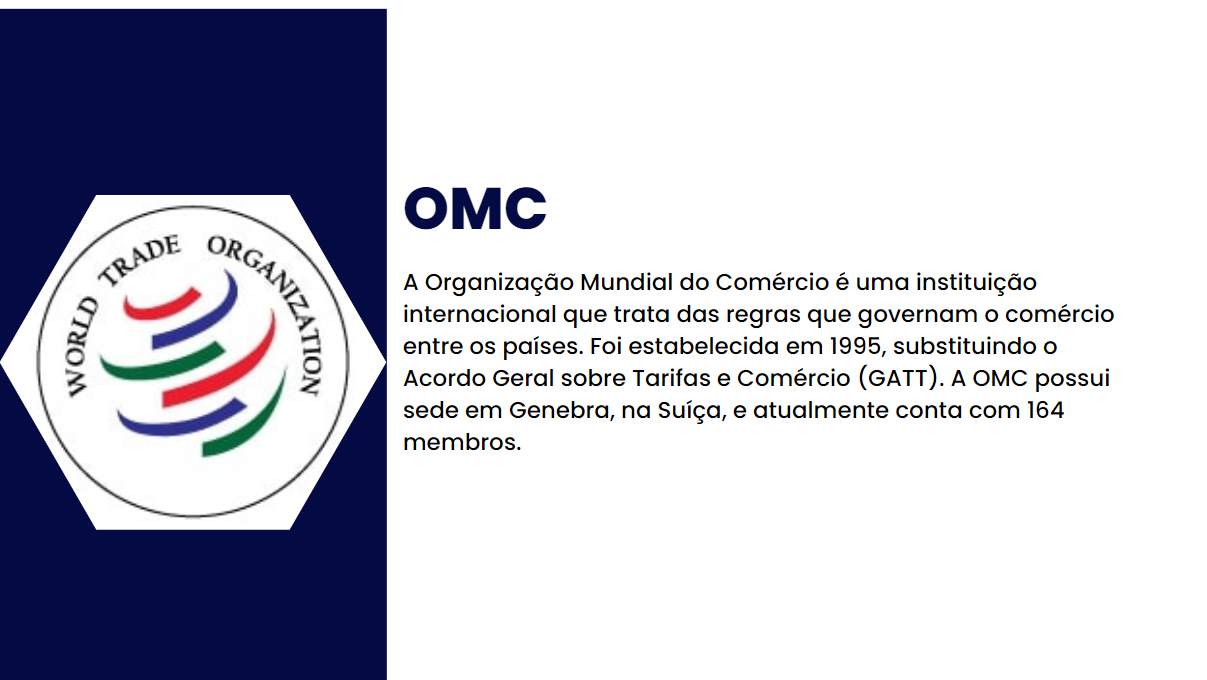 WORLD TRADE ORGANIZATION
OMC
A Organização Mundial do Comércio é uma instituição
internacional que trata das regras que governam o comércio
entre os países. Foi estabelecida em 1995, substituindo o
Acordo Geral sobre Tarifas e Comércio (GATT). A OMC possui
sede em Genebra, na Suíça, e atualmente conta com 164
membros.